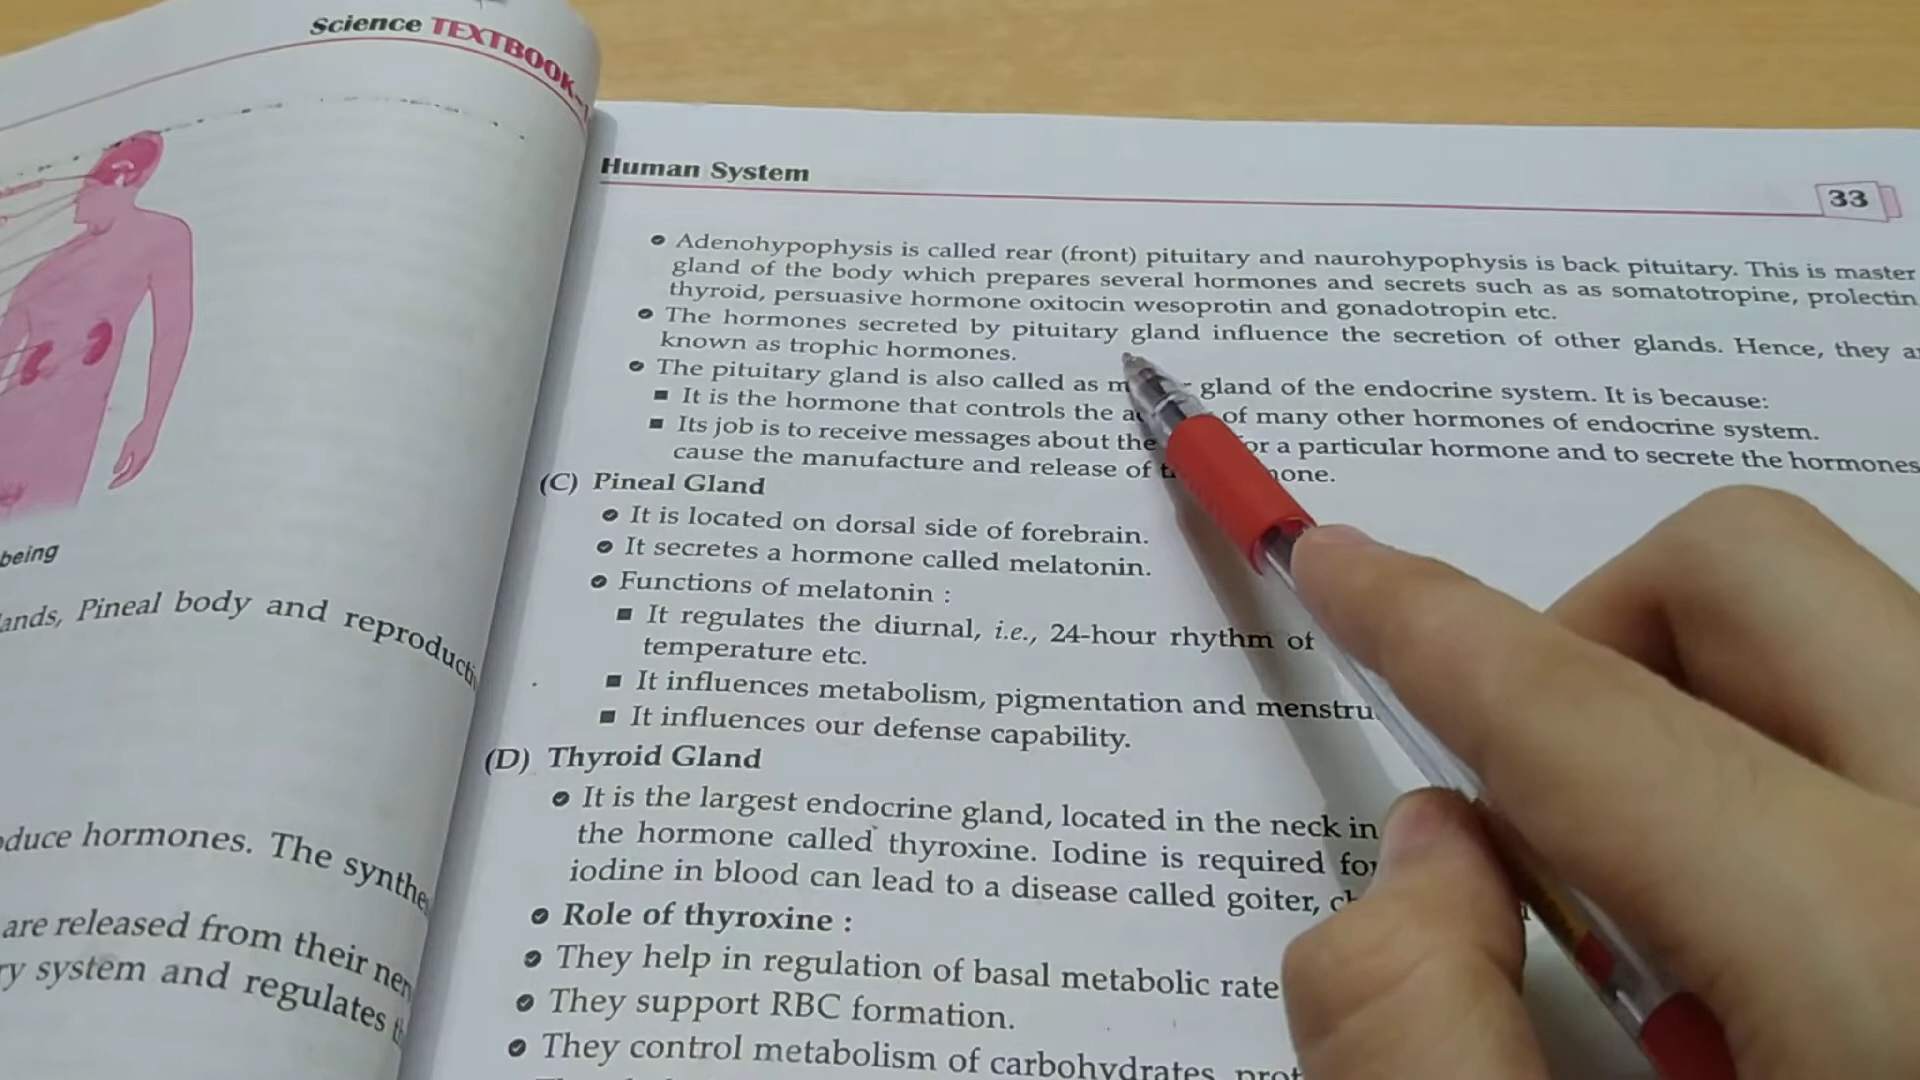 Science TEXTBOOK
being
ands, Pineal body and reproducti
oduce hormones. The synthe
are released from their ner
ry system and regulates
Human System
33
Adenohypophysis is called rear (front) pituitary and naurohypophysis is back pituitary. This is master
gland of the body which prepares several hormones and secrets such as as somatotropine, prolectin
thyroid, persuasive hormone oxitocin wesoprotin and gonadotropin etc.
The hormones secreted by pituitary gland influence the secretion of other glands. Hence, they
known as trophic hormones.
The pituitary gland is also called as gland of the endocrine system. It is because:
It is the hormone that controls the of many other hormones of endocrine system.
Its job is to receive messages about the or a particular hormone and to secrete the hormones
cause the manufacture and release of
(C) Pineal Gland
It is located on dorsal side of forebrain.
It secretes a hormone called melatonin.
Functions of melatonin :
It regulates the diurnal, i.e., 24-hour rhythm of
temperature etc.
It influences metabolism, pigmentation and menstru
It influences our defense capability.
(D) Thyroid Gland
It is the largest endocrine gland, located in the neck in
the hormone called thyroxine. Iodine is required for
iodine in blood can lead to a disease called goiter,
Role of thyroxine :
They help in regulation of basal metabolic rate
They support RBC formation.
They control metabolism of carbohydrates, prot